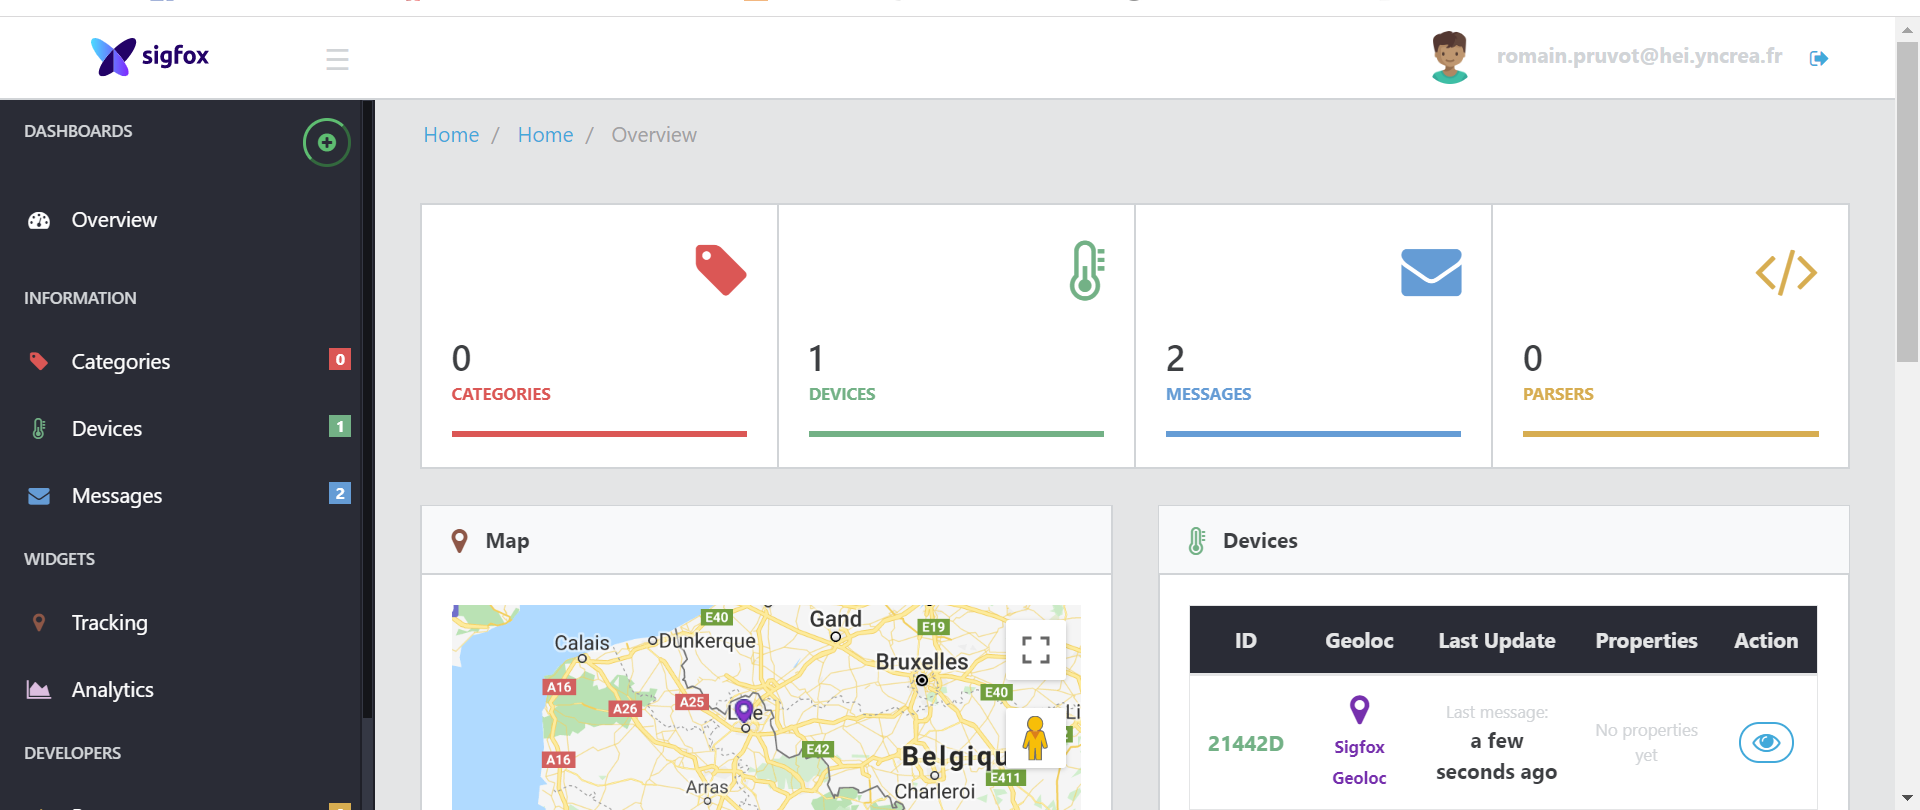 sigfox
romain.pruvot@hei.yncrea.fr
DASHBOARDS
Overview
INFORMATION
Categories 0
Devices 1
Messages 2
WIDGETS
Tracking
Analytics
DEVELOPERS
Home / Home / Overview
0
CATEGORIES
1
DEVICES
2
MESSAGES
0
PARSERS
Map
E40
Gand
E19
Calais
Dunkerque
Bruxelles
A16
A25
A26
E40
Li
E42
Belgiqu
A16
E411
Arras
Charleroi
Devices
ID Geoloc Last Update Properties Action
21442D
Sigfox
Geoloc
Last message:
a few
seconds ago
No properties
yet